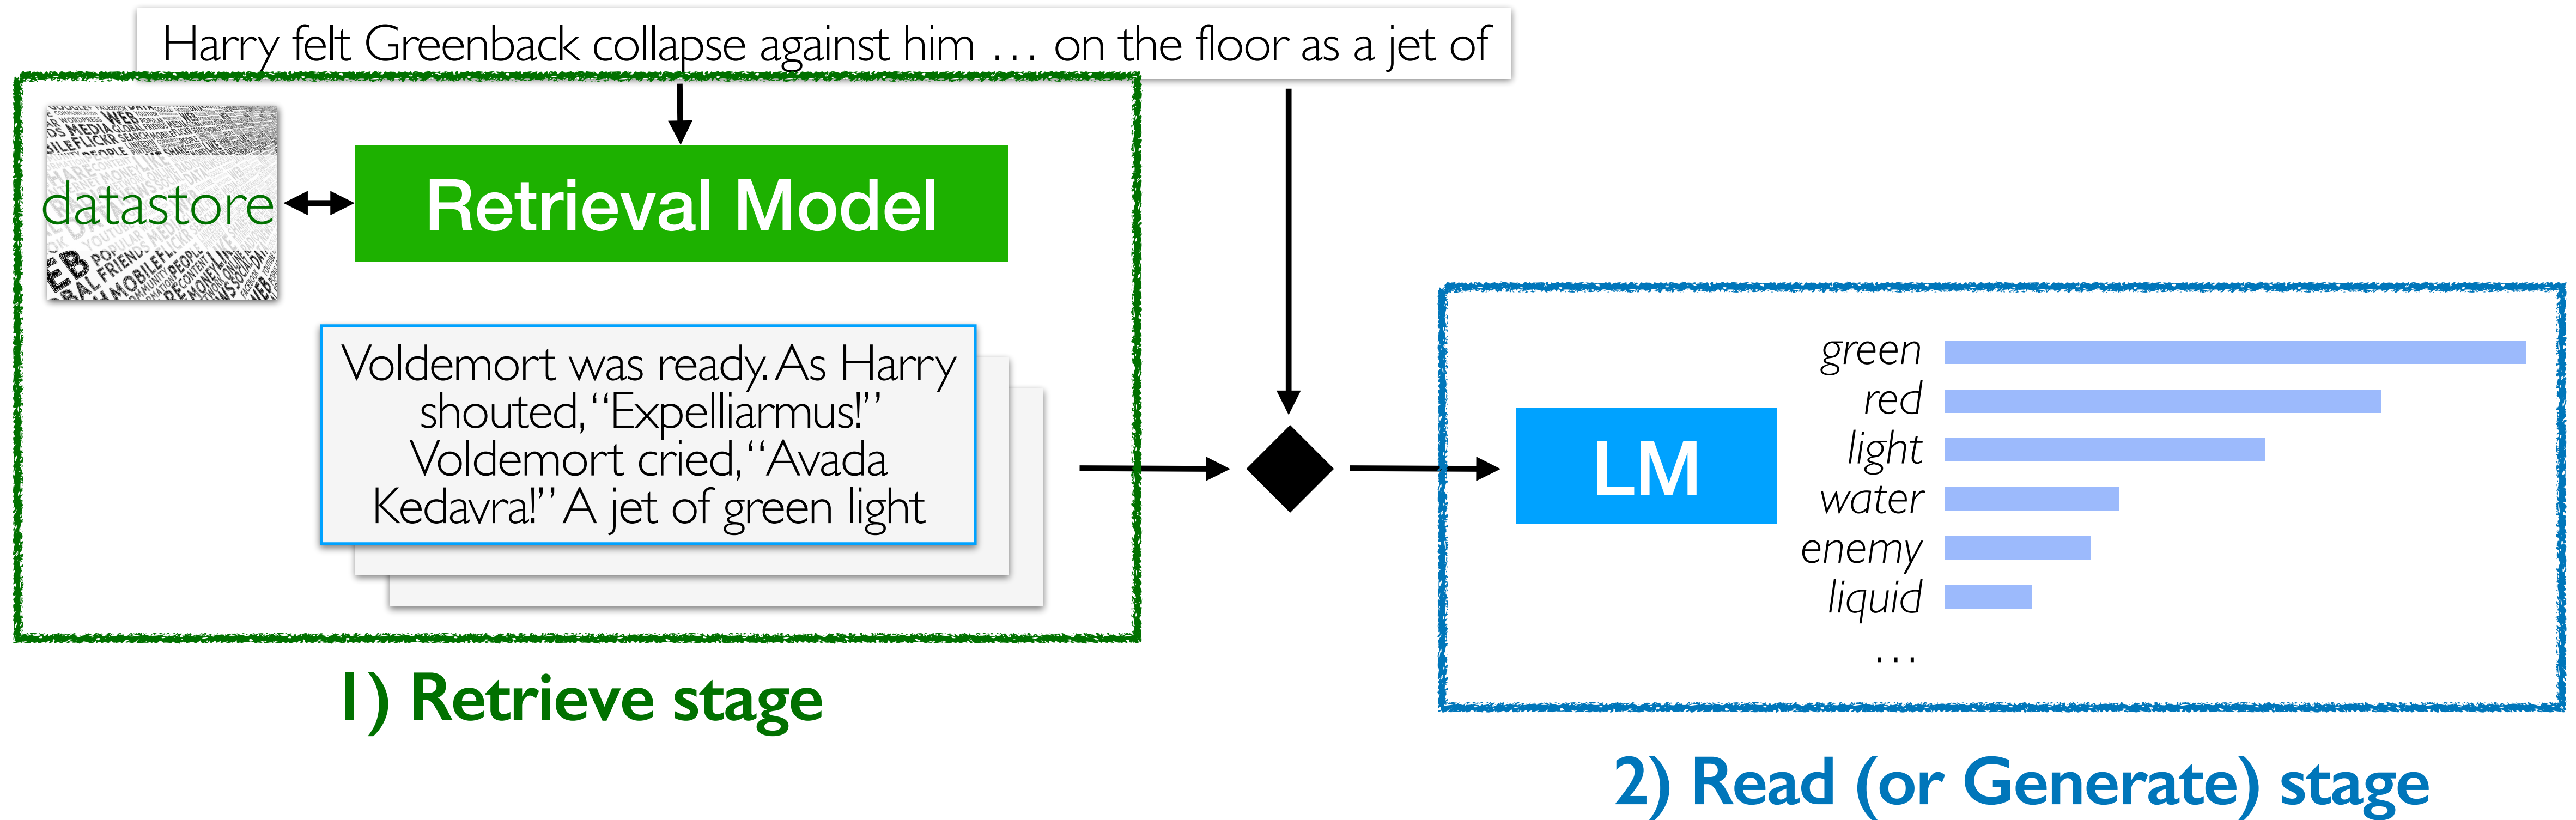 Harry felt Greenback collapse against him … on the floor as a jet of
datastore
Retrieval Model
Voldemort was ready. As Harry
shouted, “Expelliarmus!”
Voldemort cried, “Avada
Kedavra!” A jet of green light
1) Retrieve stage
LM
green
red
light
water
enemy
liquid
…
2) Read (or Generate) stage